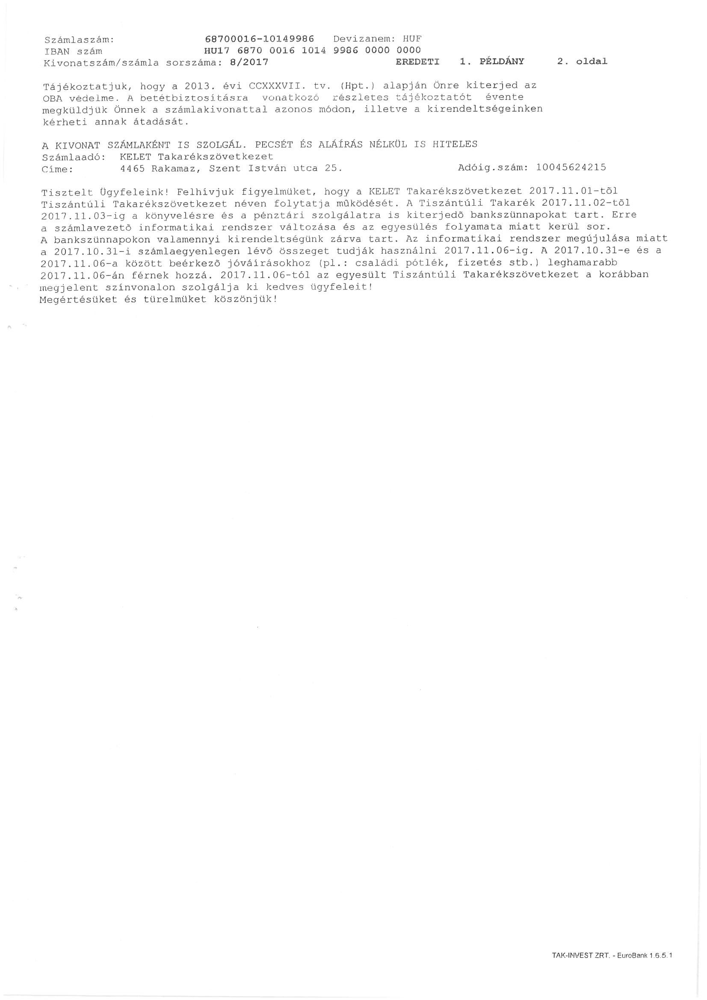 Számlaszám: 68700016-10149986 Devizanem: HUF
IBAN szám HU17 6870 0016 1014 9986 0000 0000
Kivonatszám/számla sorszáma: 8/2017 EREDETI 1. PÉLDÁNY 2. oldal
Tájékoztatjuk, hogy a 2013. évi CCXXXVII. tv. (Hpt.) alapján Önre kiterjed az
OBA védelme. A betétbiztosításra vonatkozó részletes tájékoztatót évente
megküldjük Önnek a számlakivonattal azonos módon, illetve a kirendeltségeinken
kérheti annak átadását.
A KIVONAT SZÁMLAKÉNT IS SZOLGÁL. PECSÉT ÉS ALÁÍRÁS NÉLKÜL IS HITELES
Számlaadó: KELET Takarékszövetkezet
Címe: 4465 Rakamaz, Szent István utca 25. Adóig.szám: 10045624215
Tisztelt Ügyfeleink! Felhívjuk figyelmüket, hogy a KELET Takarékszövetkezet 2017.11.01-tõl
Tiszántúli Takarékszövetkezet néven folytatja mûködését. A Tiszántúli Takarék 2017.11.02-tõl
2017.11.03-ig a könyvelésre és a pénztári szolgálatra is kiterjedõ bankszünnapokat tart. Erre
a számlavezetõ informatikai rendszer változása és az egyesülés folyamata miatt kerül sor.
A bankszünnapokon valamennyi kirendeltségünk zárva tart. Az informatikai rendszer megújulása miatt
a 2017.10.31-i számlaegyenlegen lévõ összeget tudják használni 2017.11.06-ig. A 2017.10.31-e és a
2017.11.06-a között beérkezõ jóváírásokhoz (pl.: családi pótlék, fizetés stb.) leghamarabb
2017.11.06-án férnek hozzá. 2017.11.06-tól az egyesült Tiszántúli Takarékszövetkezet a korábban
megjelent színvonalon szolgálja ki kedves ügyfeleit!
Megértésüket és türelmüket köszönjük!
TAK-INVEST ZRT. - EuroBank 1.6.5.1